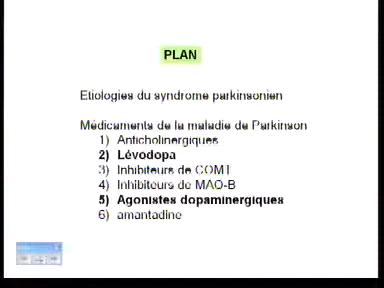 PLAN
Etiologies du syndrome parkinsonien
Médicaments de la maladie de Parkinson
1) Anticholinergiques
2) Lévodopa
3) Inhibiteurs de COMT
4) Inhibiteurs de MAO-B
5) Agonistes dopaminergiques
6) amantadine